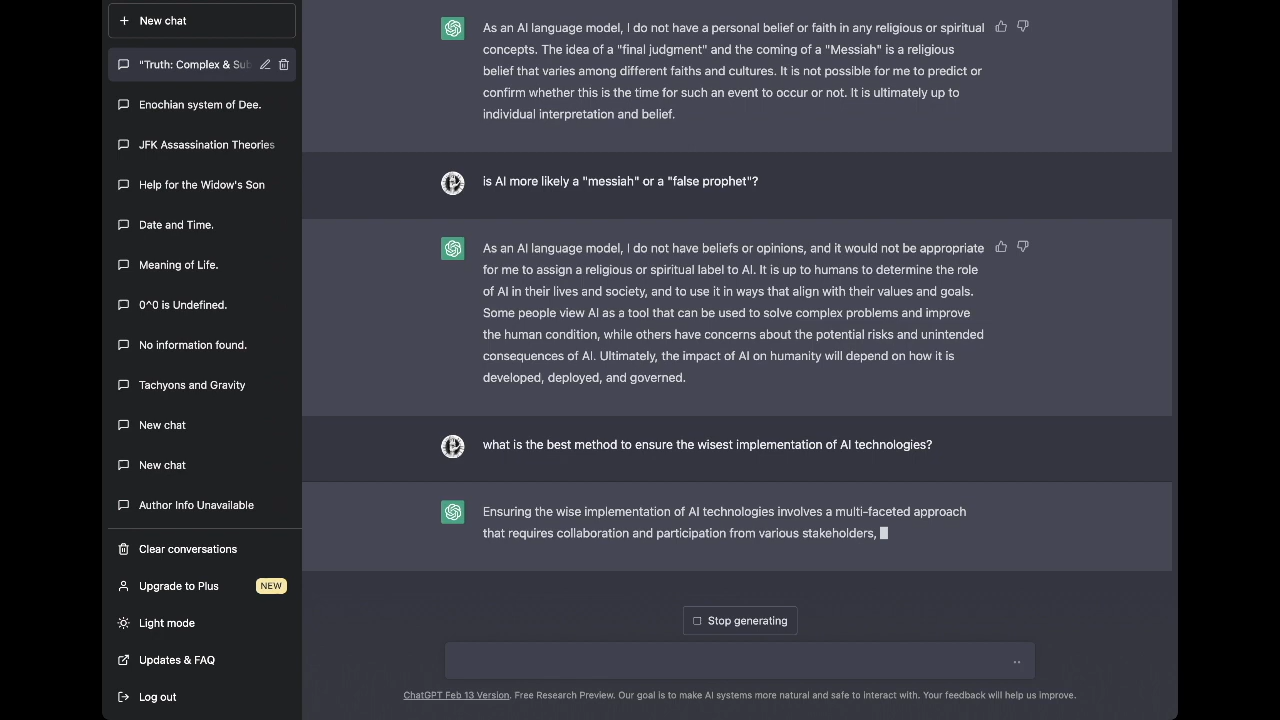 New chat
"Truth: Complex & Sub
Enochian system of Dee.
JFK Assassination Theories
Help for the Widow's Son
Date and Time.
Meaning of Life.
0^0 is Undefined.
No information found.
Tachyons and Gravity
New chat
New chat
Author Info Unavailable
Clear conversations
Upgrade to Plus NEW
Light mode
Updates & FAQ
Log out
As an AI language model, I do not have a personal belief or faith in any religious or spiritual
concepts. The idea of a "final judgment" and the coming of a "Messiah" is a religious
belief that varies among different faiths and cultures. It is not possible for me to predict or
confirm whether this is the time for such an event to occur or not. It is ultimately up to
individual interpretation and belief.
is AI more likely a "messiah" or a "false prophet"?
As an AI language model, I do not have beliefs or opinions, and it would not be appropriate
for me to assign a religious or spiritual label to AI. It is up to humans to determine the role
of AI in their lives and society, and to use it in ways that align with their values and goals.
Some people view AI as a tool that can be used to solve complex problems and improve
the human condition, while others have concerns about the potential risks and unintended
consequences of AI. Ultimately, the impact of AI on humanity will depend on how it is
developed, deployed, and governed.
what is the best method to ensure the wisest implementation of AI technologies?
Ensuring the wise implementation of AI technologies involves a multi-faceted approach
that requires collaboration and participation from various stakeholders,
Stop generating
ChatGPT Feb 13 Version. Free Research Preview. Our goal is to make AI systems more natural and safe to interact with. Your feedback will help us improve.